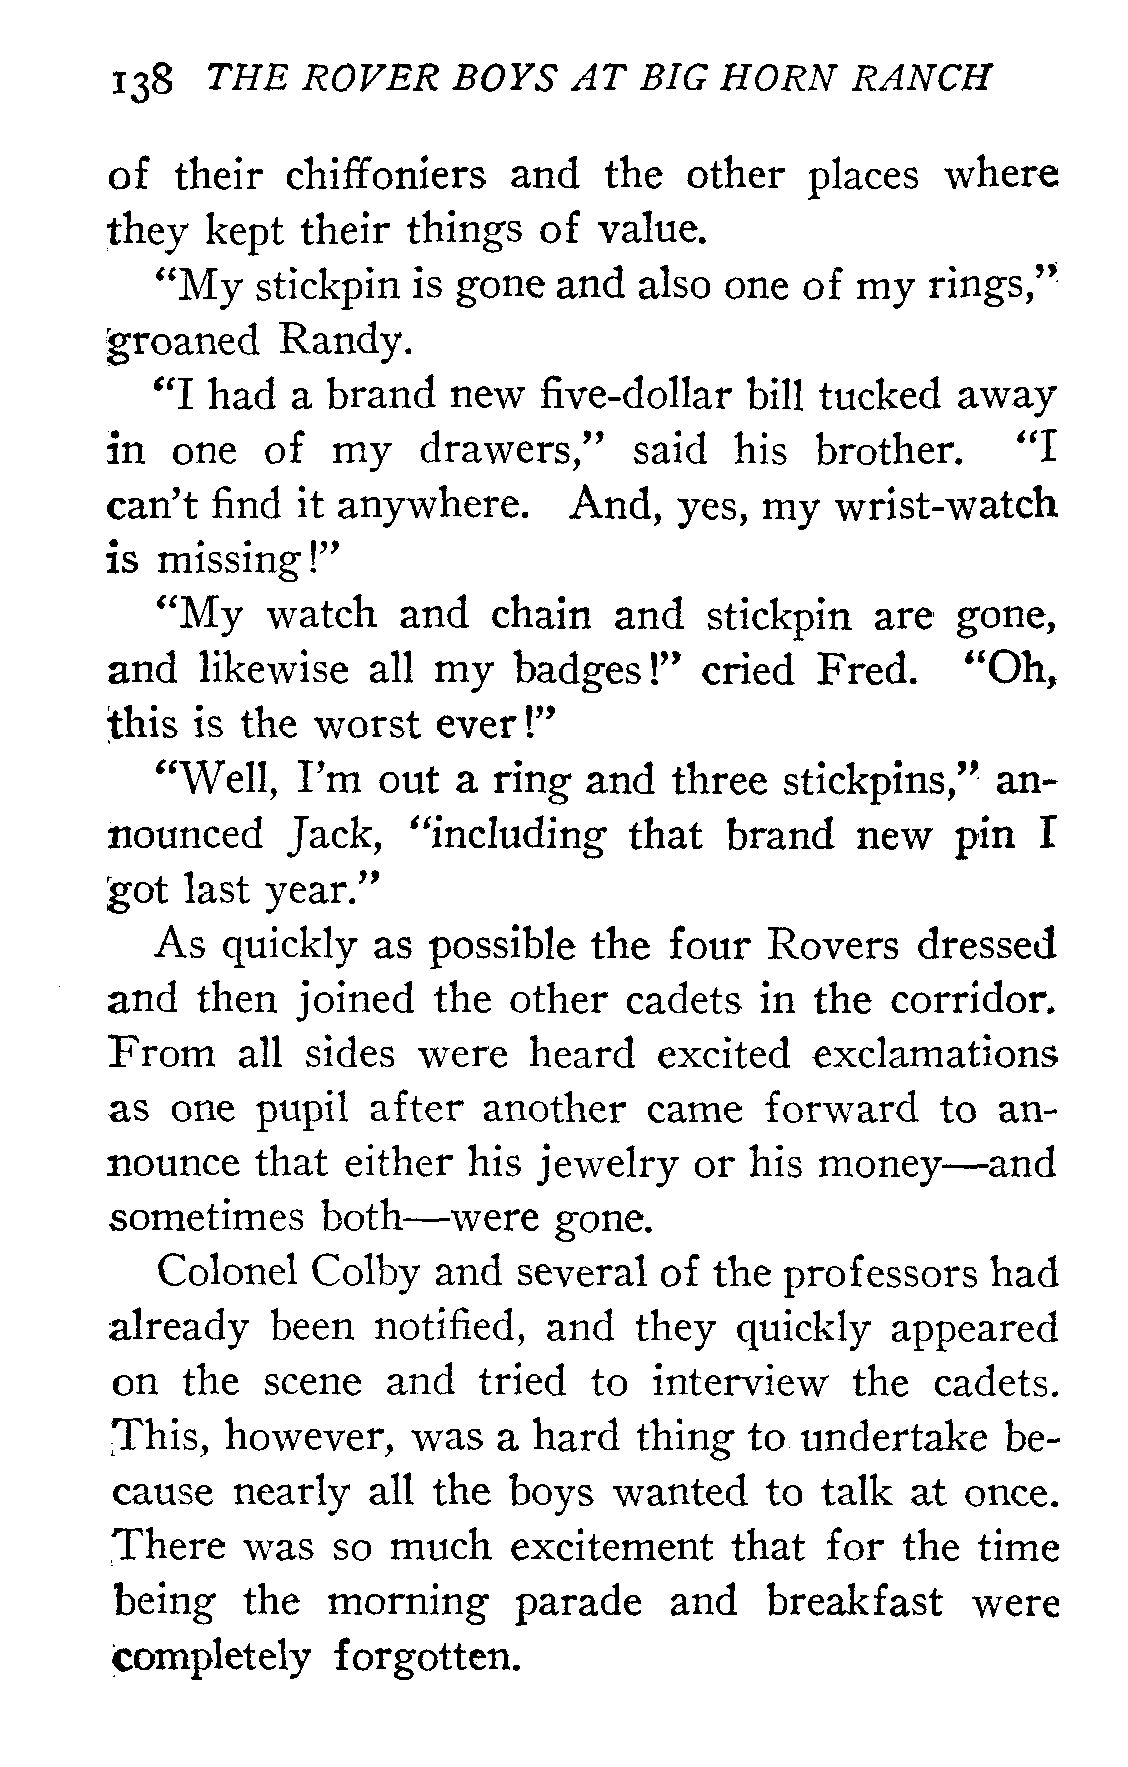 138 THE ROVER BOYS AT BIG HORN RANCH
of their chiffoniers and the other places where
they kept their things of value.
“My stickpin is gone and also one of my rings,”
groaned Randy.
“I had a brand new five-dollar bill tucked away
in one of my drawers,” said his brother. “I
can’t find it anywhere. And, yes, my wrist-watch
is missing!”
“My watch and chain and stickpin are gone,
and likewise all my badges!” cried Fred. “Oh,
this is the worst ever!”
“Well, I’m out a ring and three stickpins,” an-
nounced Jack, “including that brand new pin I
got last year.”
As quickly as possible the four Rovers dressed
and then joined the other cadets in the corridor.
From all sides were heard excited exclamations
as one pupil after another came forward to an-
nounce that either his jewelry or his money—and
sometimes both—were gone.
Colonel Colby and several of the professors had
already been notified, and they quickly appeared
on the scene and tried to interview the cadets.
This, however, was a hard thing to undertake be-
cause nearly all the boys wanted to talk at once.
There was so much excitement that for the time
being the morning parade and breakfast were
completely forgotten.